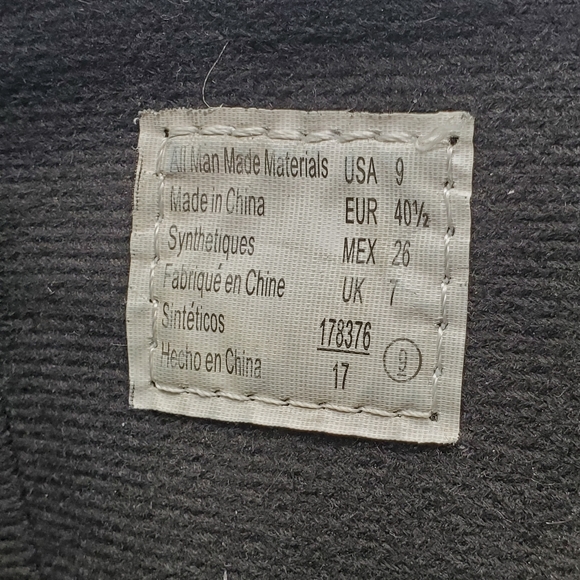 All Man Made Materials USA 9
Made in China EUR 40½
Synthetiques MEX 26
Fabriqué en Chine UK 7
Sintéticos 178376
Hecho en China 17 9